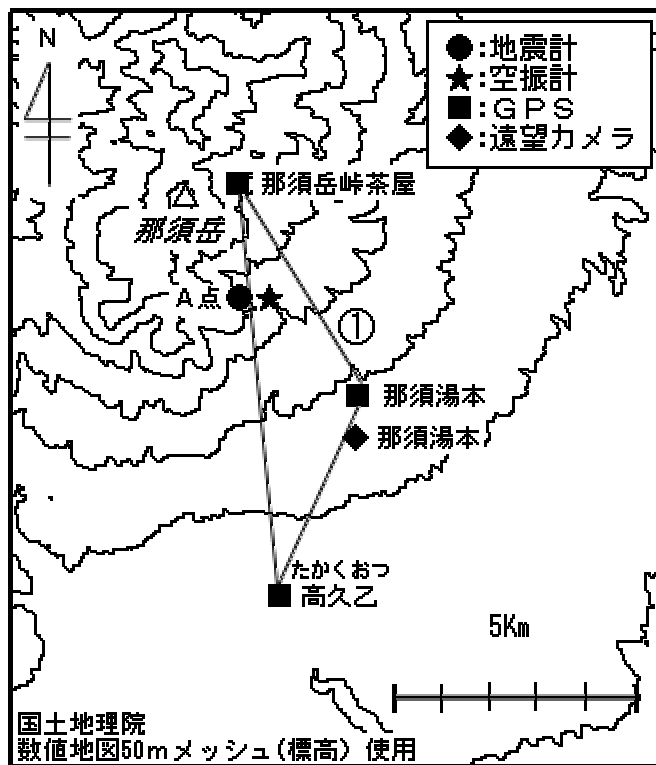 N
●:地震計
★:空振計
■:GPS
◆:遠望カメラ
那須岳峠茶屋
那須岳
A点
①
那須湯本
那須湯本
たかくおつ
高久乙
5Km
国土地理院
数値地図50mメッシュ(標高) 使用